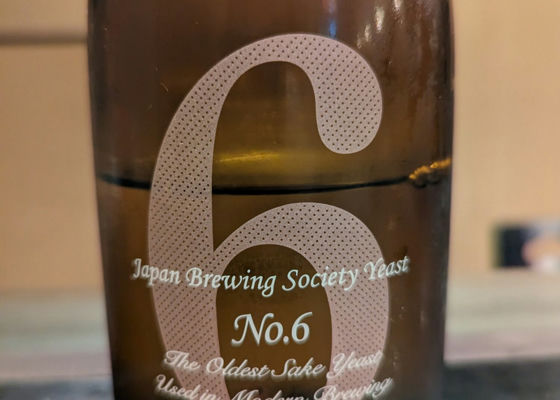 6
Japan Brewing Society Yeast
No.6
The Oldest Sake Yeast
Used in Modern Brewing